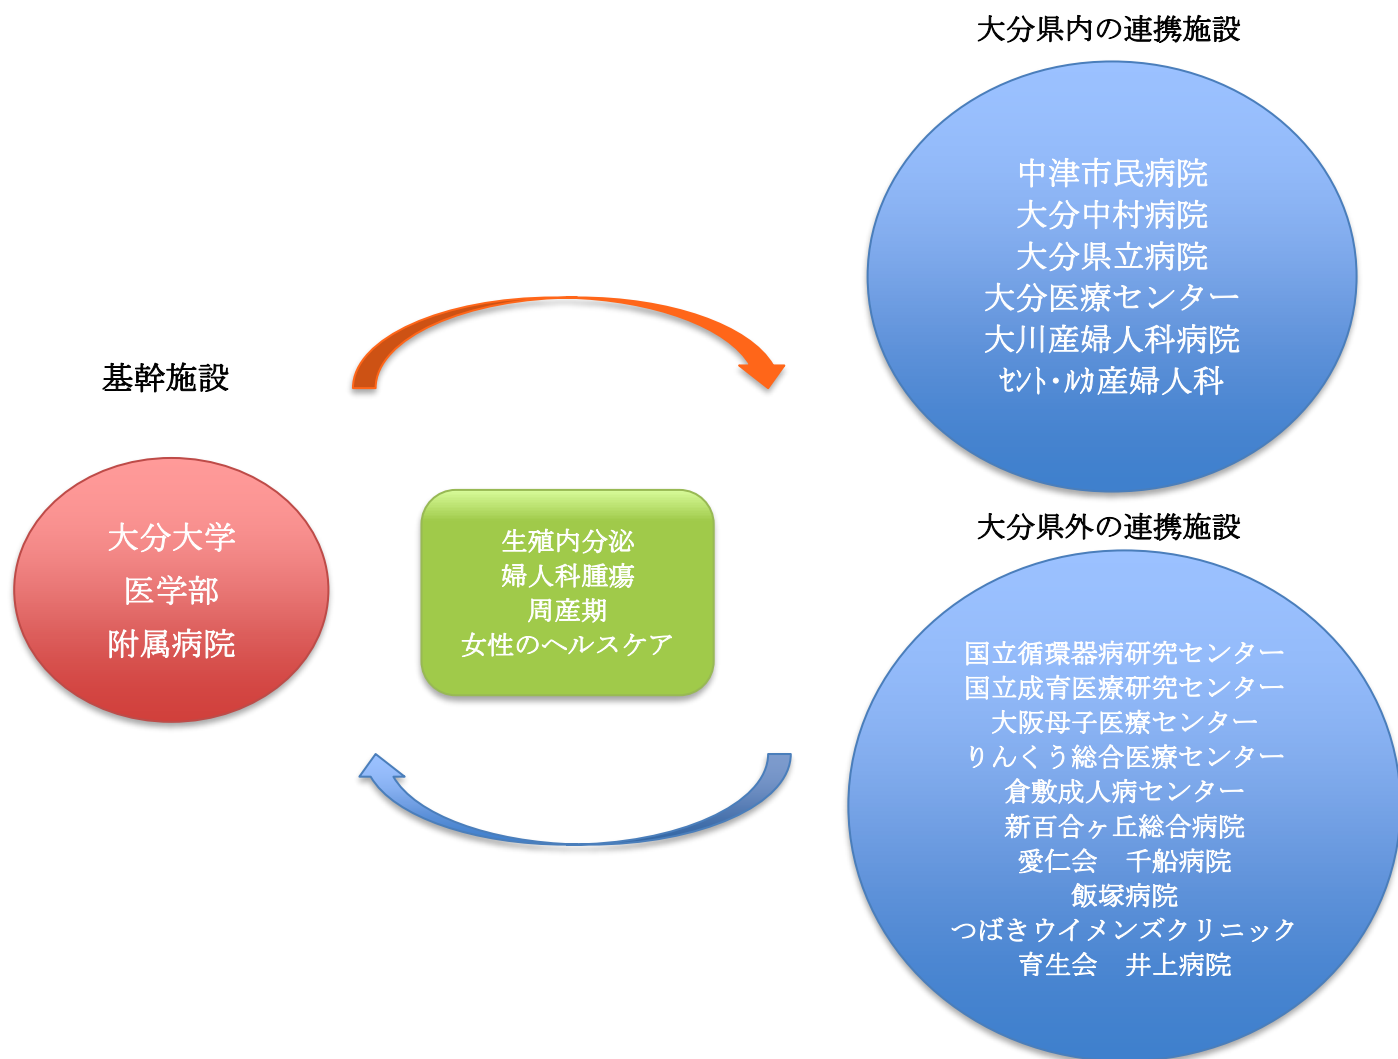 基幹施設
大分大学
医学部
附属病院
生殖内分泌
婦人科腫瘍
周産期
女性のヘルスケア
大分県内の連携施設
中津市民病院
大分中村病院
大分県立病院
大分医療センター
大川産婦人科病院
ｾﾝﾄ･ﾙｶ産婦人科
大分県外の連携施設
国立循環器病研究センター
国立成育医療研究センター
大阪母子医療センター
りんくう総合医療センター
倉敷成人病センター
新百合ヶ丘総合病院
愛仁会　千船病院
飯塚病院
つばきウイメンズクリニック
育生会　井上病院